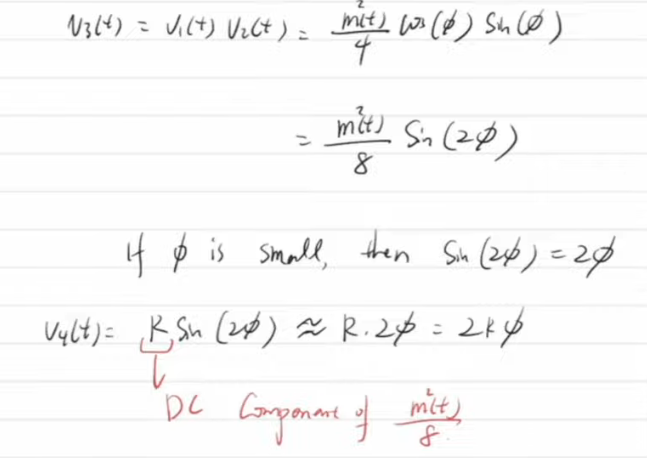 V₃(t) = V₁(t) V₂(t) = m²(t)/4 cos(φ) Sin(φ)
= m²(t)/8 Sin(2φ)
If φ is small, then Sin(2φ) = 2φ
V₄(t) = K Sin(2φ) ≈ K.2φ = 2kφ
DC Component of m²(t)/8.